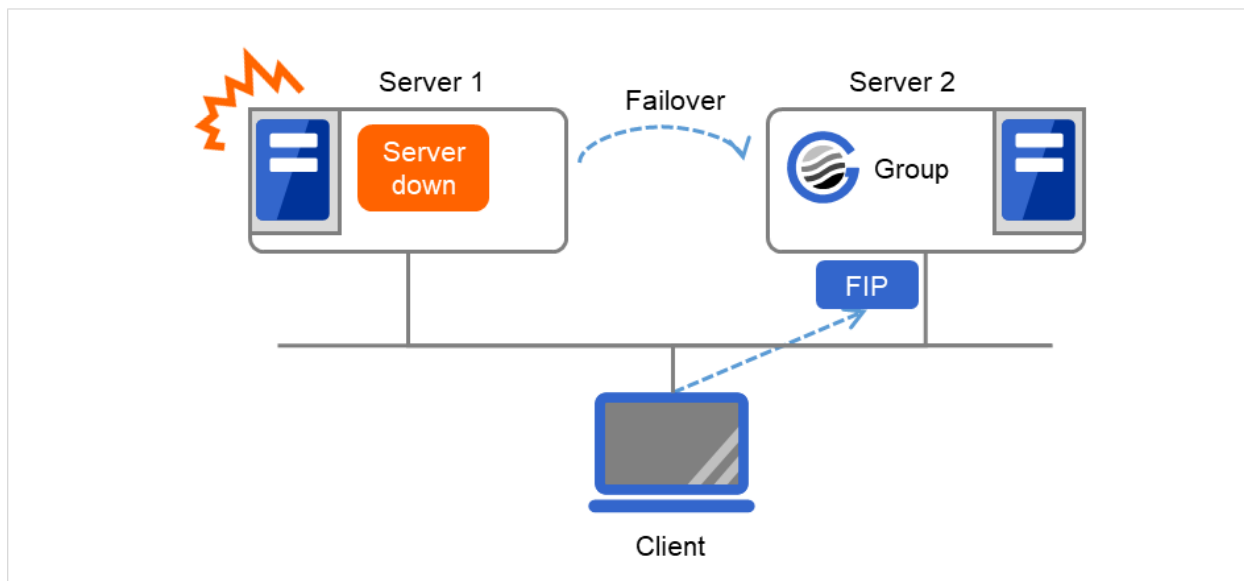 Server 1
Failover
Server 2
Server
down
Group
FIP
Client